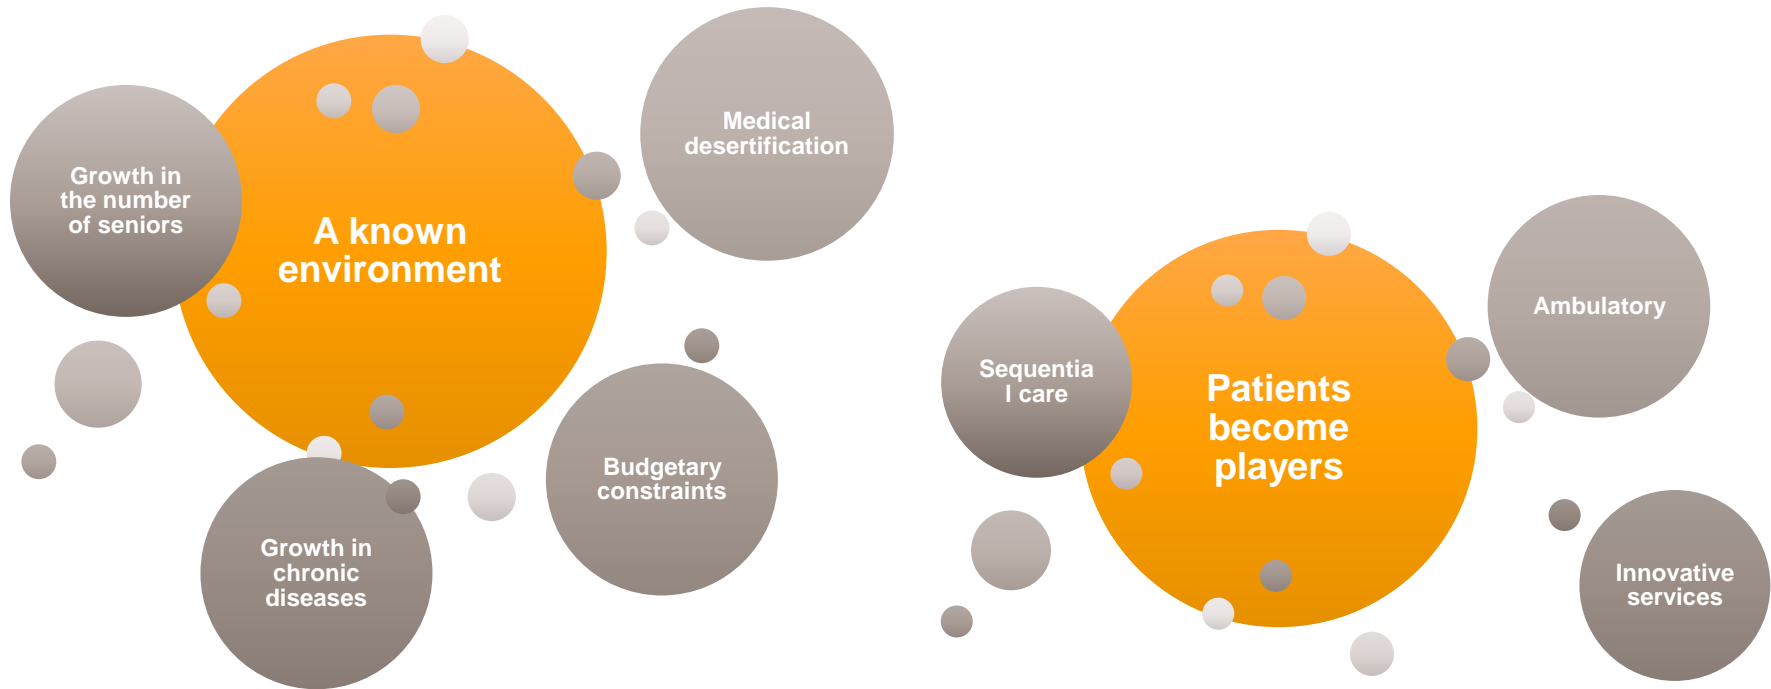 Growth in
the number
of seniors
A known
environment
Medical
desertification
Budgetary
constraints
Growth in
chronic
diseases
Sequentia
l care
Patients
become
players
Ambulatory
Innovative
services